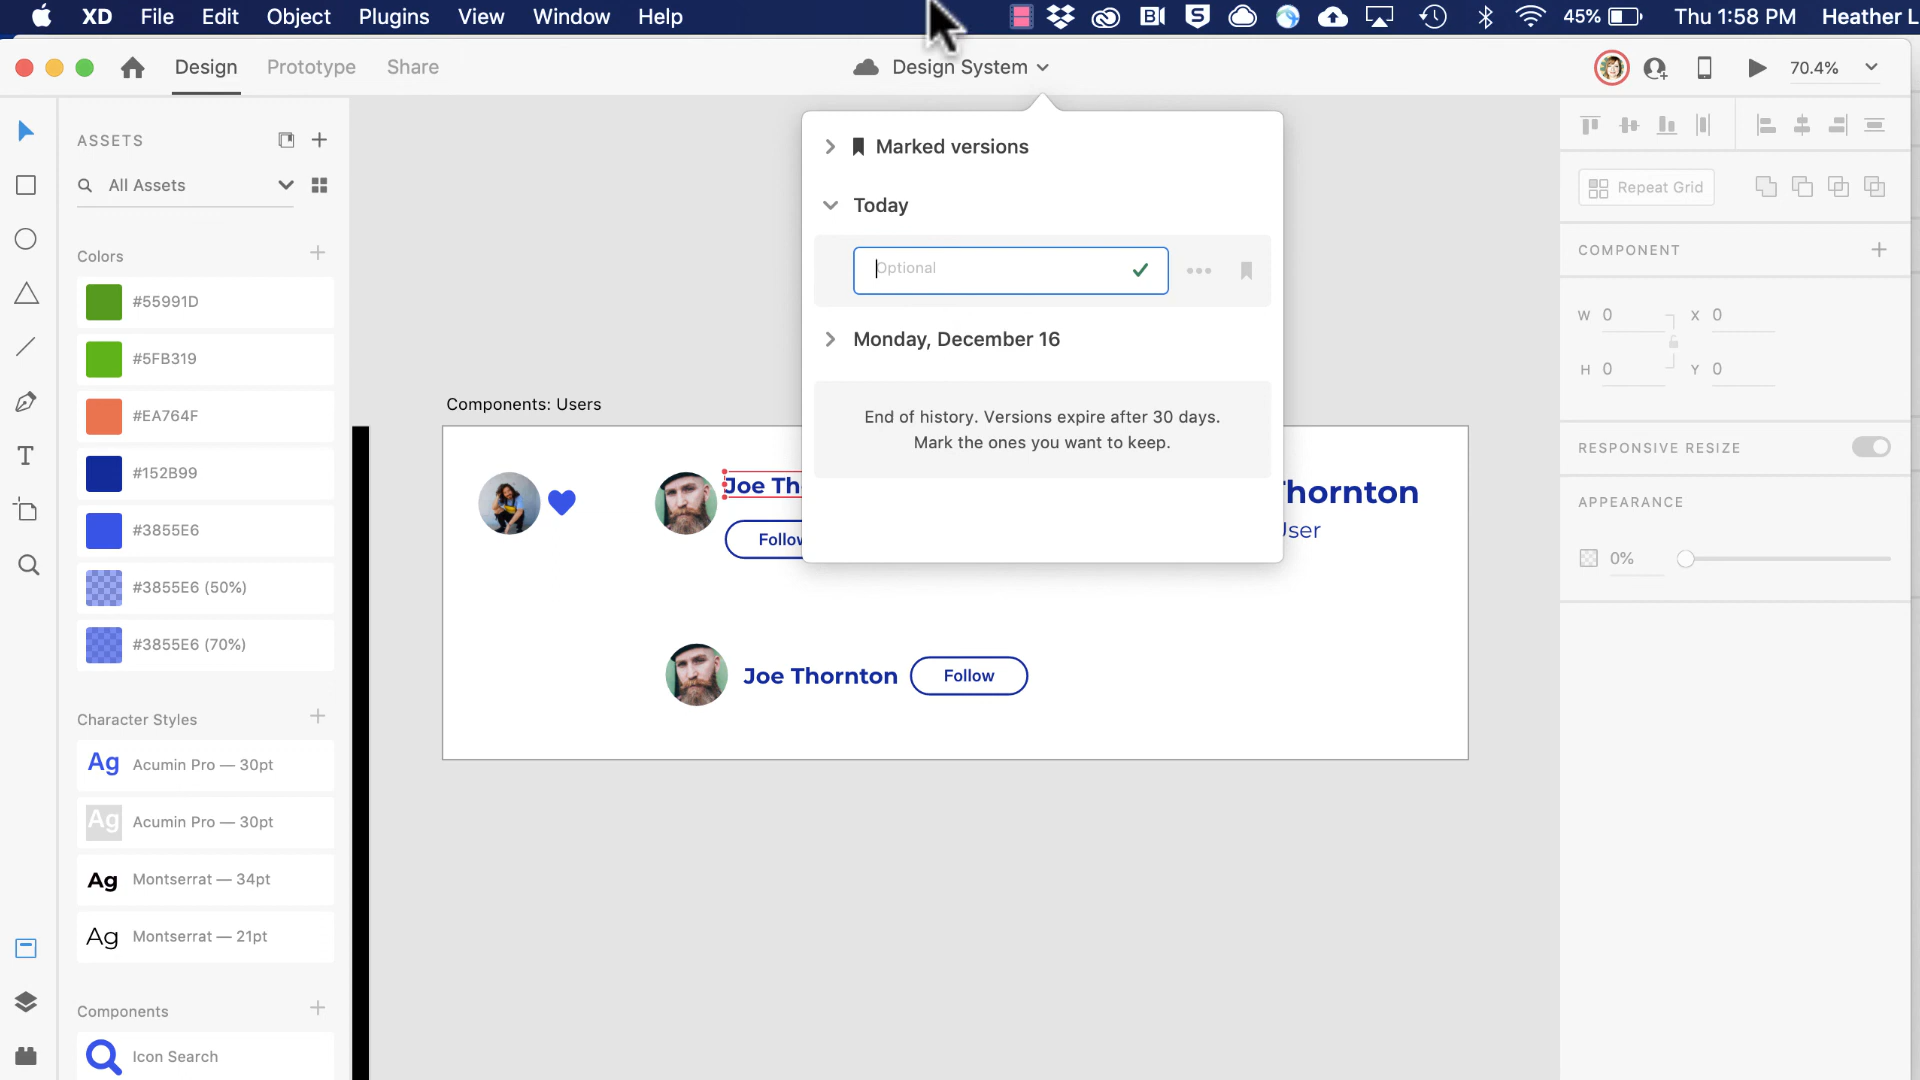 XD File Edit Object Plugins View Window Help 45% Thu 1:58 PM Heather L
Design Prototype Share Design System 70.4%
ASSETS
All Assets
Colors
#55991D
#5FB319
#EA764F
#152B99
#3855E6
#3855E6 (50%)
#3855E6 (70%)
Character Styles
Ag Acumin Pro — 30pt
Ag Acumin Pro — 30pt
Ag Montserrat — 34pt
Ag Montserrat — 21pt
Components
Icon Search
Marked versions
Today
Optional
Monday, December 16
End of history. Versions expire after 30 days.
Mark the ones you want to keep.
Components: Users
Joe Th
Follow
Thornton
User
Joe Thornton Follow
Repeat Grid
COMPONENT
W 0 X 0
H 0 Y 0
RESPONSIVE RESIZE
APPEARANCE
0%